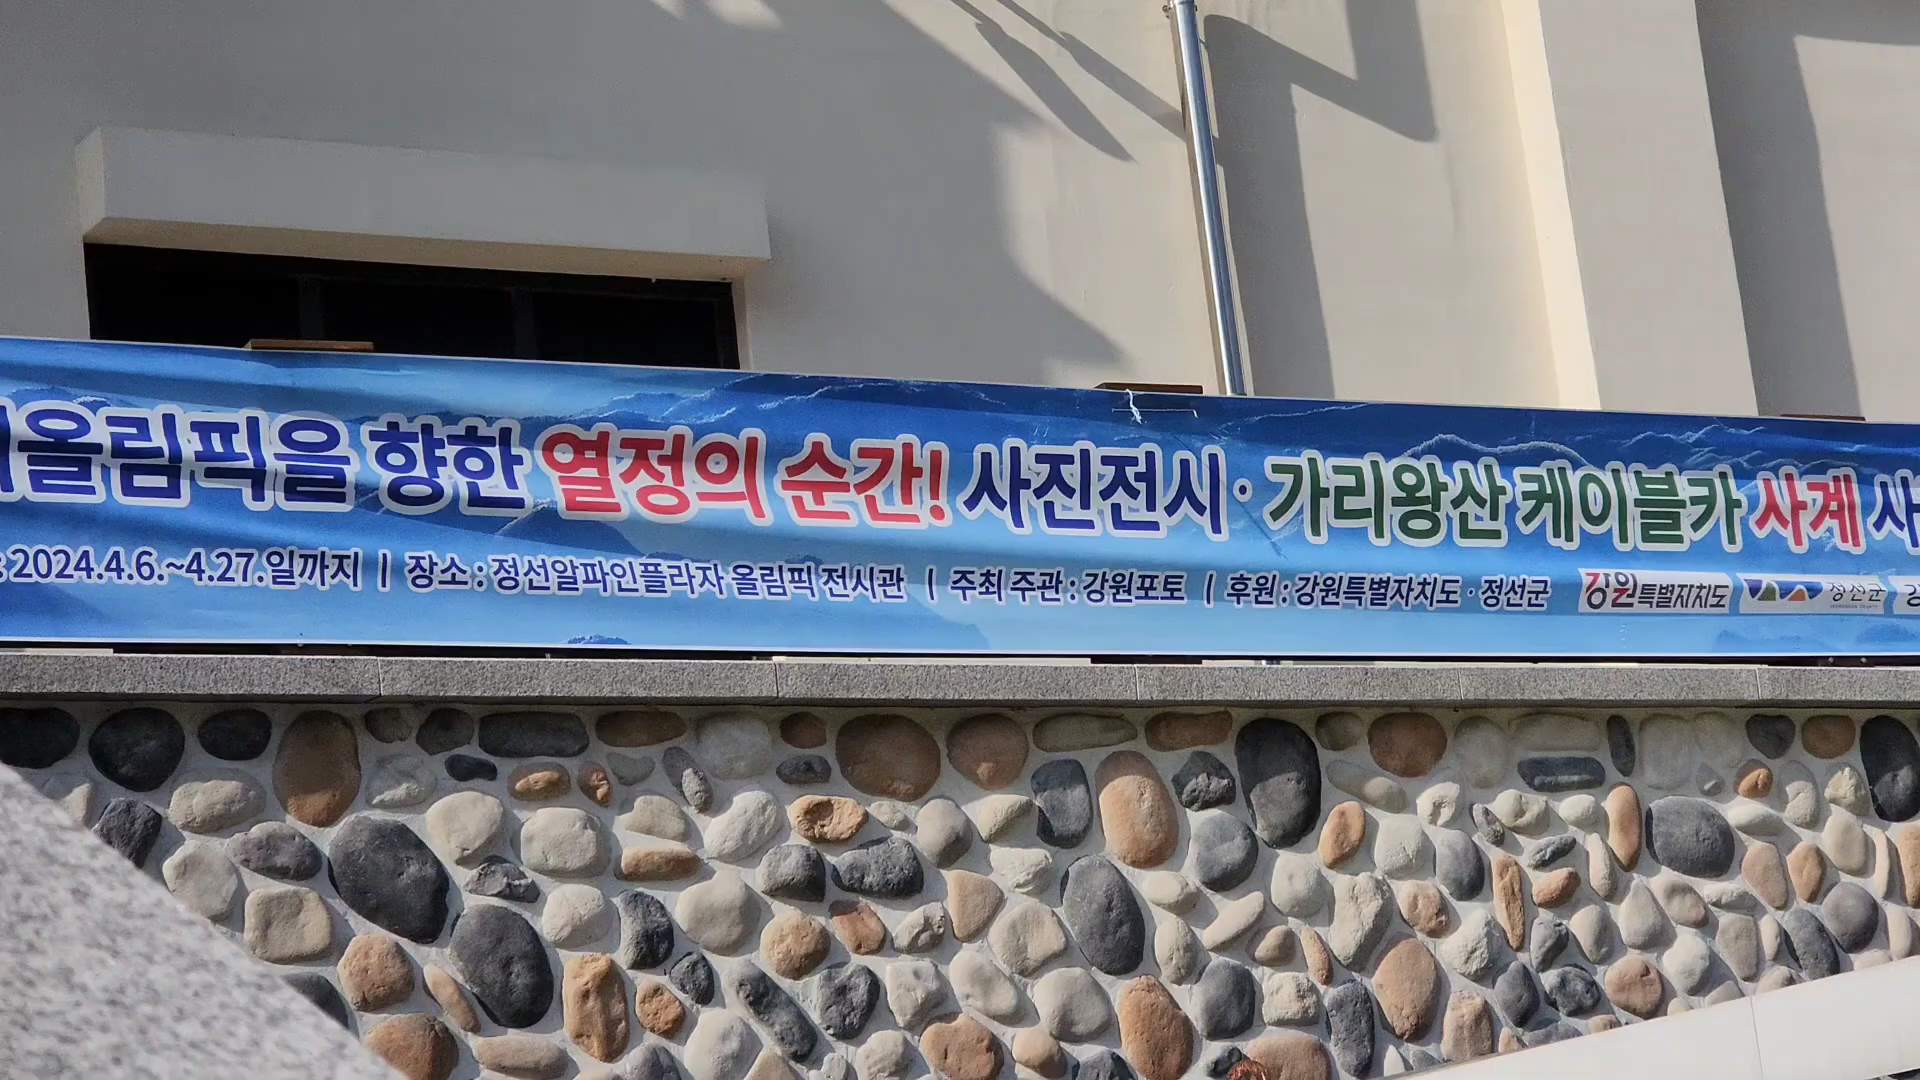 올림픽을 향한 열정의 순간! 사진전시· 가리왕산 케이블카 사계
: 2024.4.6.~4.27.일까지 | 장소 : 정선알파인플라자 올림픽 전시관 | 주최 주관 : 강원포토 | 후원 : 강원특별자치도 · 정선군 강원특별자치도 정선군